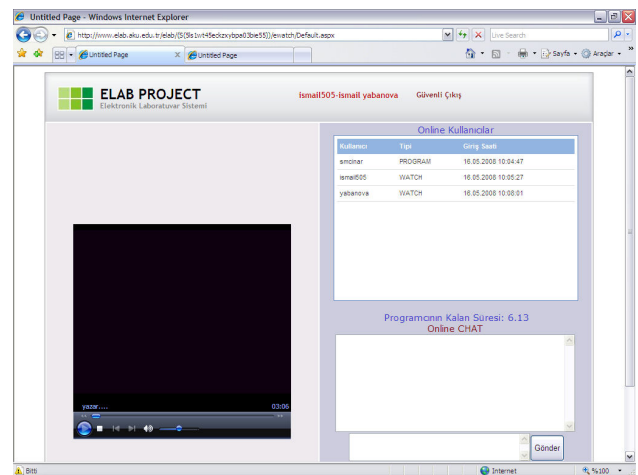 Untitled Page - Windows Internet Explorer
http://www.elab.aku.edu.tr/elab/(S(5ls1wt45eckzxybpa03bie55))/ewatch/Default.aspx
Live Search
Untitled Page
Untitled Page
Sayfa
Araçlar
ELAB PROJECT
Elektronik Laboratuvar Sistemi
ismail505-ismail yabanova
Güvenli Çıkış
Online Kullanıcılar
Kullanıcı Tipi Giriş Saati
smcinar PROGRAM 16.05.2008 10:04:47
ismail505 WATCH 16.05.2008 10:05:27
yabanova WATCH 16.05.2008 10:08:01
Programcının Kalan Süresi: 6.13
Online CHAT
yazar....
03:06
Gönder
Bitti
Internet
%100